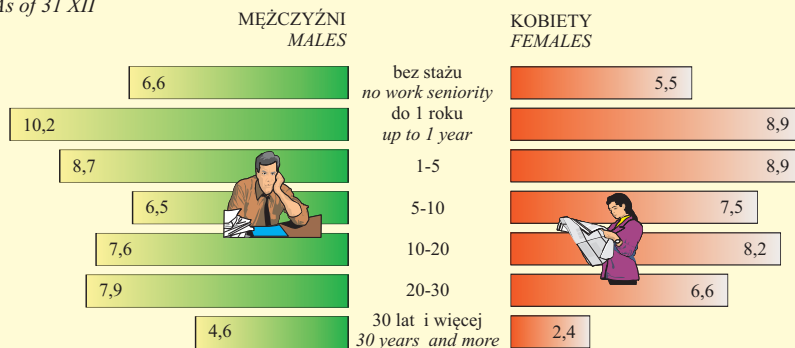 As of 31 XII
MĘŻCZYŹNI
MALES
KOBIETY
FEMALES
6,6
bez stażu
no work seniority
5,5
10,2
do 1 roku
up to 1 year
8,9
8,7
1-5
8,9
6,5
5-10
7,5
7,6
10-20
8,2
7,9
20-30
6,6
4,6
30 lat i więcej
30 years and more
2,4